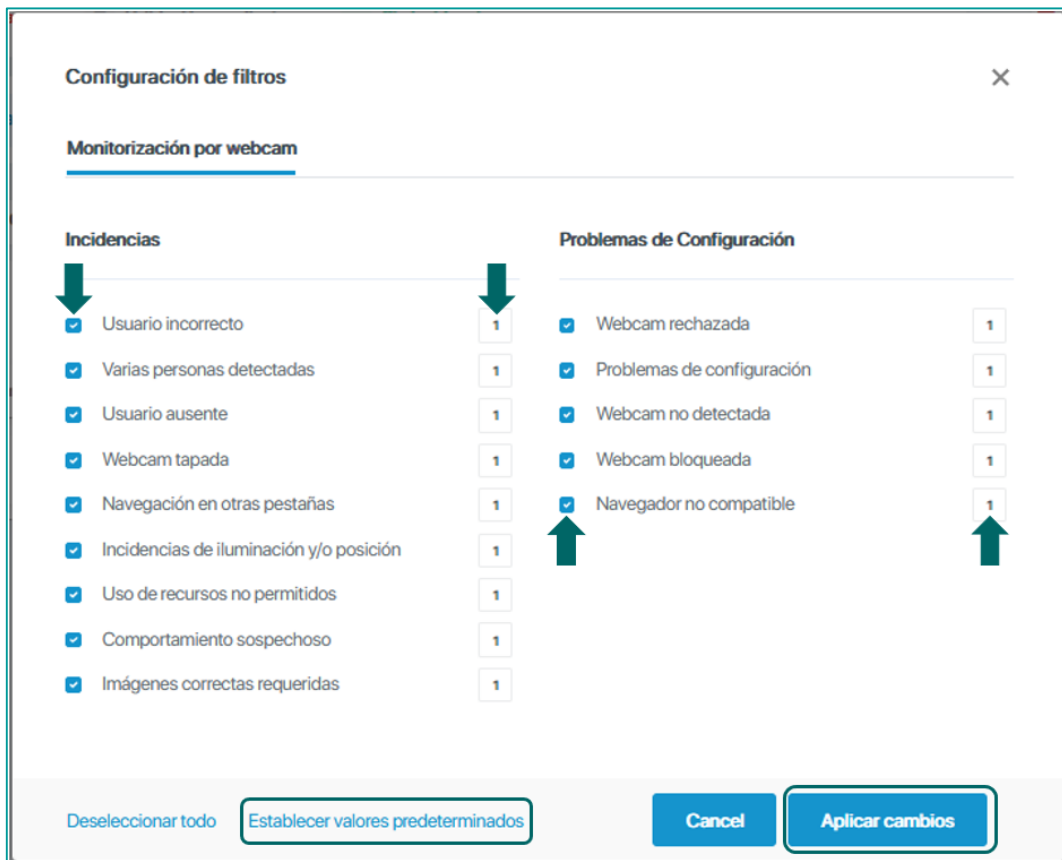 Configuración de filtros
Monitorización por webcam
Incidencias
Usuario incorrecto 1
Varias personas detectadas 1
Usuario ausente 1
Webcam tapada 1
Navegación en otras pestañas 1
Incidencias de iluminación y/o posición 1
Uso de recursos no permitidos 1
Comportamiento sospechoso 1
Imágenes correctas requeridas 1
Problemas de Configuración
Webcam rechazada 1
Problemas de configuración 1
Webcam no detectada 1
Webcam bloqueada 1
Navegador no compatible 1
Deseleccionar todo Establecer valores predeterminados Cancel Aplicar cambios